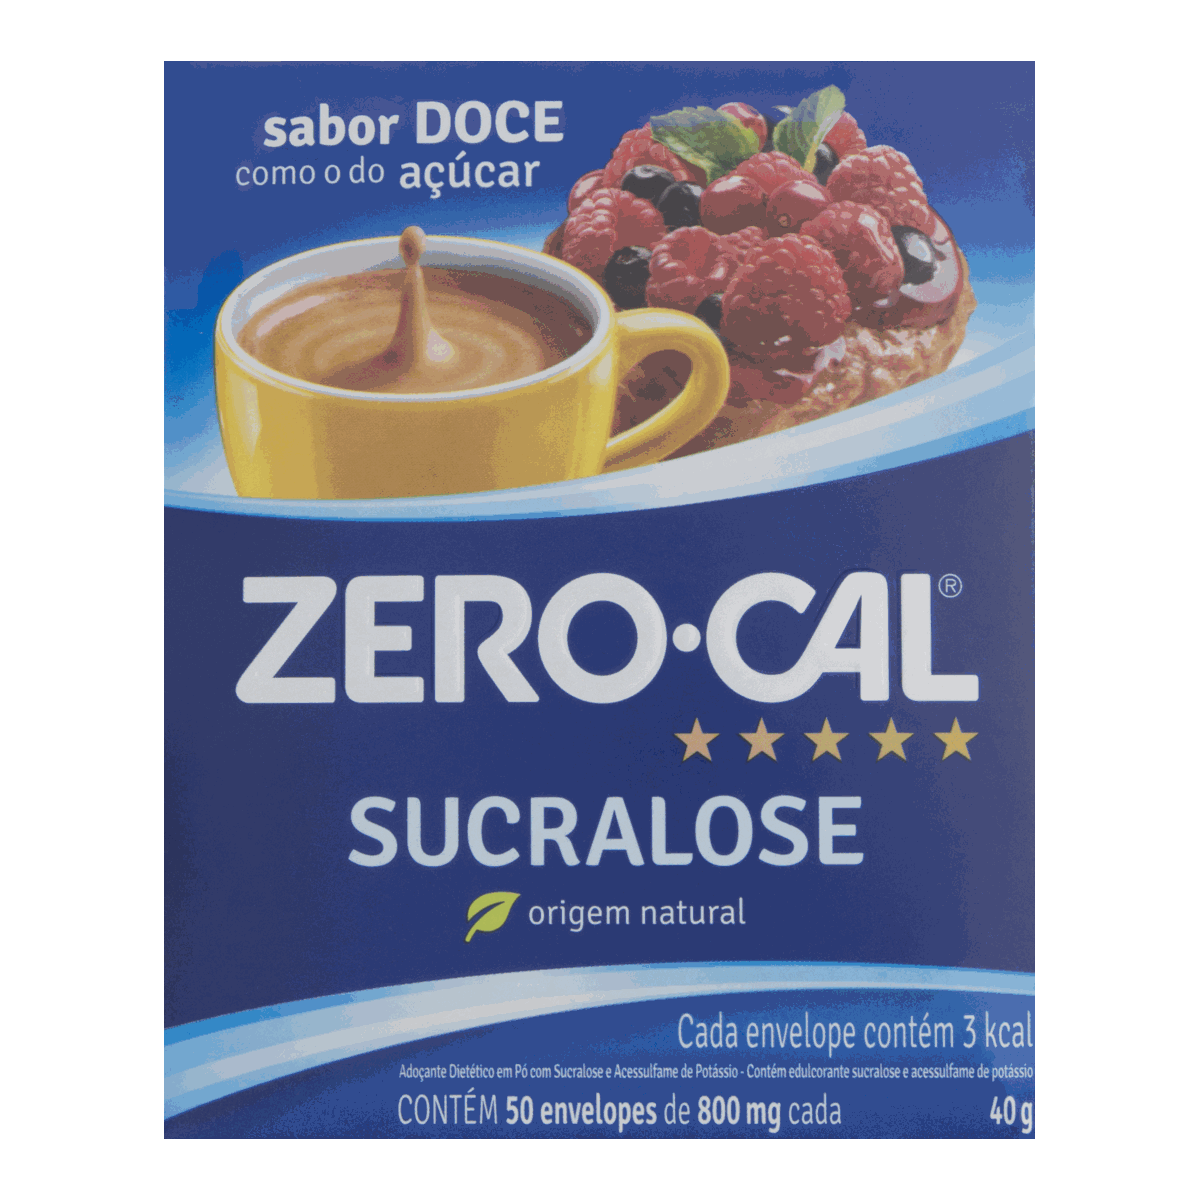 sabor DOCE
como o do açúcar
ZERO·CAL®
SUCRALOSE
origem natural
Cada envelope contém 3 kcal
Adoçante Dietético em Pó com Sucralose e Acessulfame de Potássio - Contém edulcorante sucralose e acessulfame de potássio
CONTÉM 50 envelopes de 800 mg cada 40 g